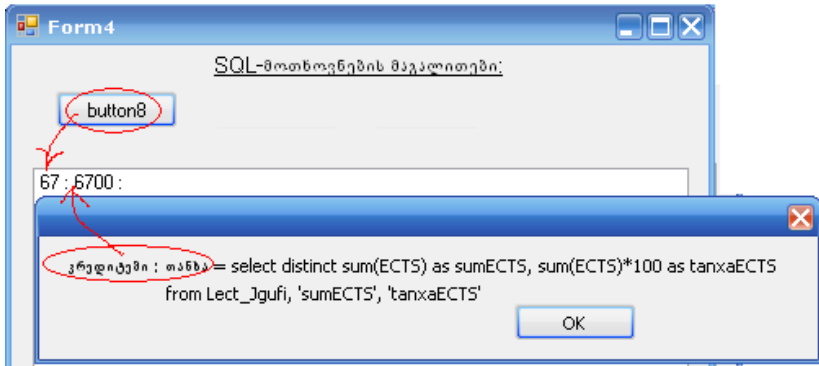 Form4
SQL-მოთხოვნების მაგალითები:
button8
67 : 6700 :
კრედიტები : თანხა = select distinct sum(ECTS) as sumECTS, sum(ECTS)*100 as tanxaECTS
from Lect_Jgufi, 'sumECTS', 'tanxaECTS'
OK